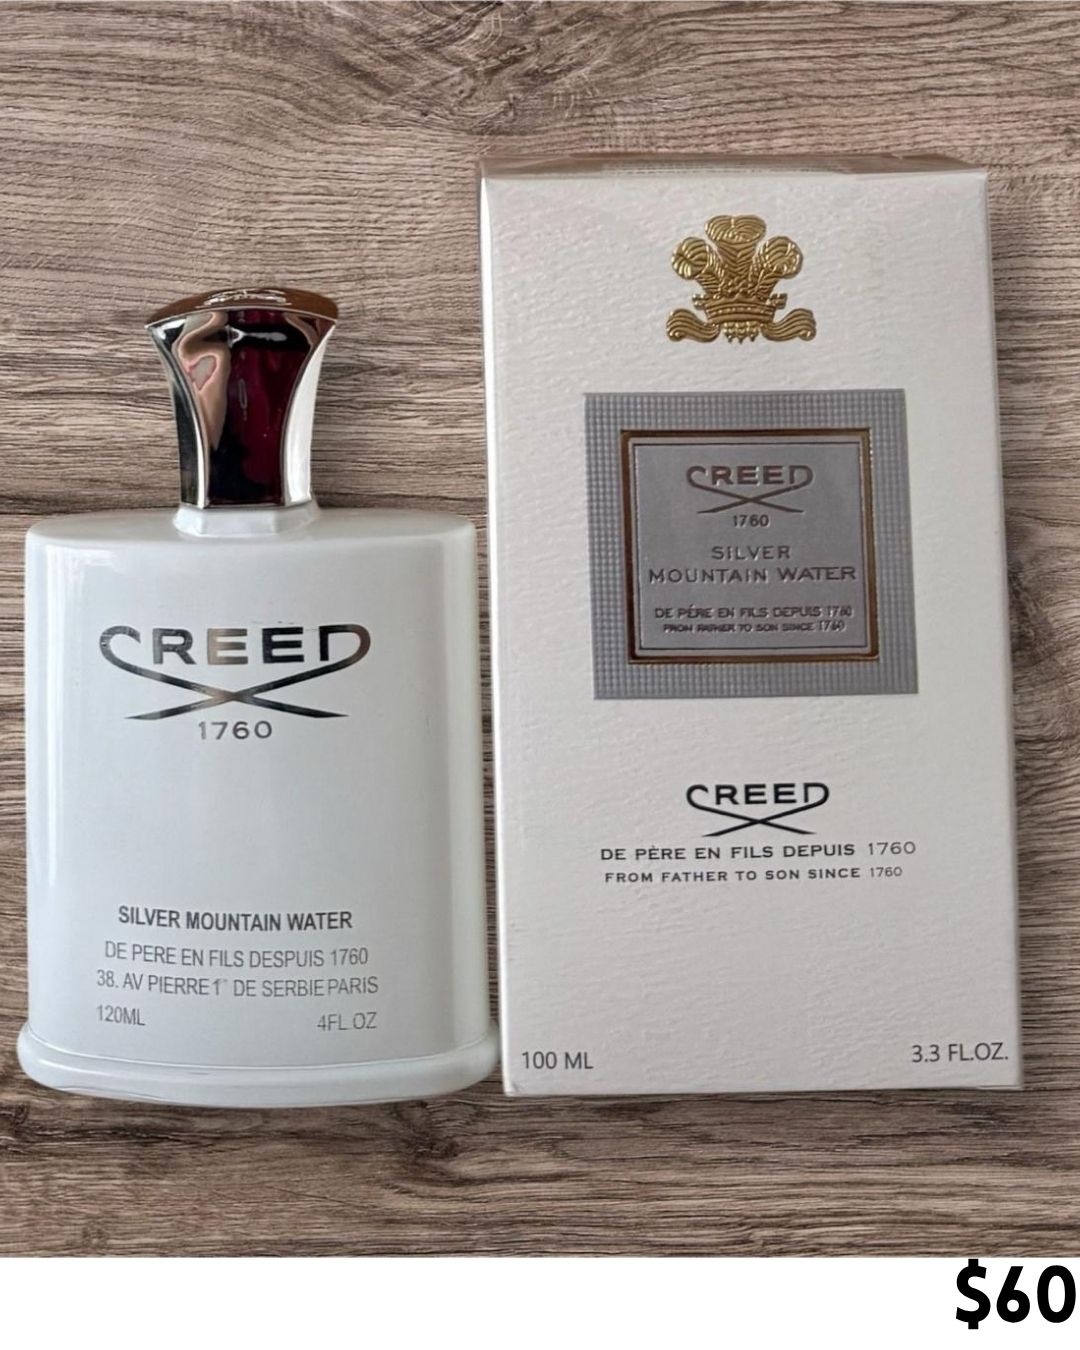 CREED
1760
SILVER MOUNTAIN WATER
DE PERE EN FILS DESPUIS 1760
38. AV PIERRE 1" DE SERBIE PARIS
120ML
4FL.OZ
CREED
1760
SILVER
MOUNTAIN WATER
DE PÉRE EN FILS DEPUIS 1760
FROM FATHER TO SON SINCE 1760
CREED
DE PÈRE EN FILS DEPUIS 1760
FROM FATHER TO SON SINCE 1760
100 ML
3.3 FL.OZ.
$60